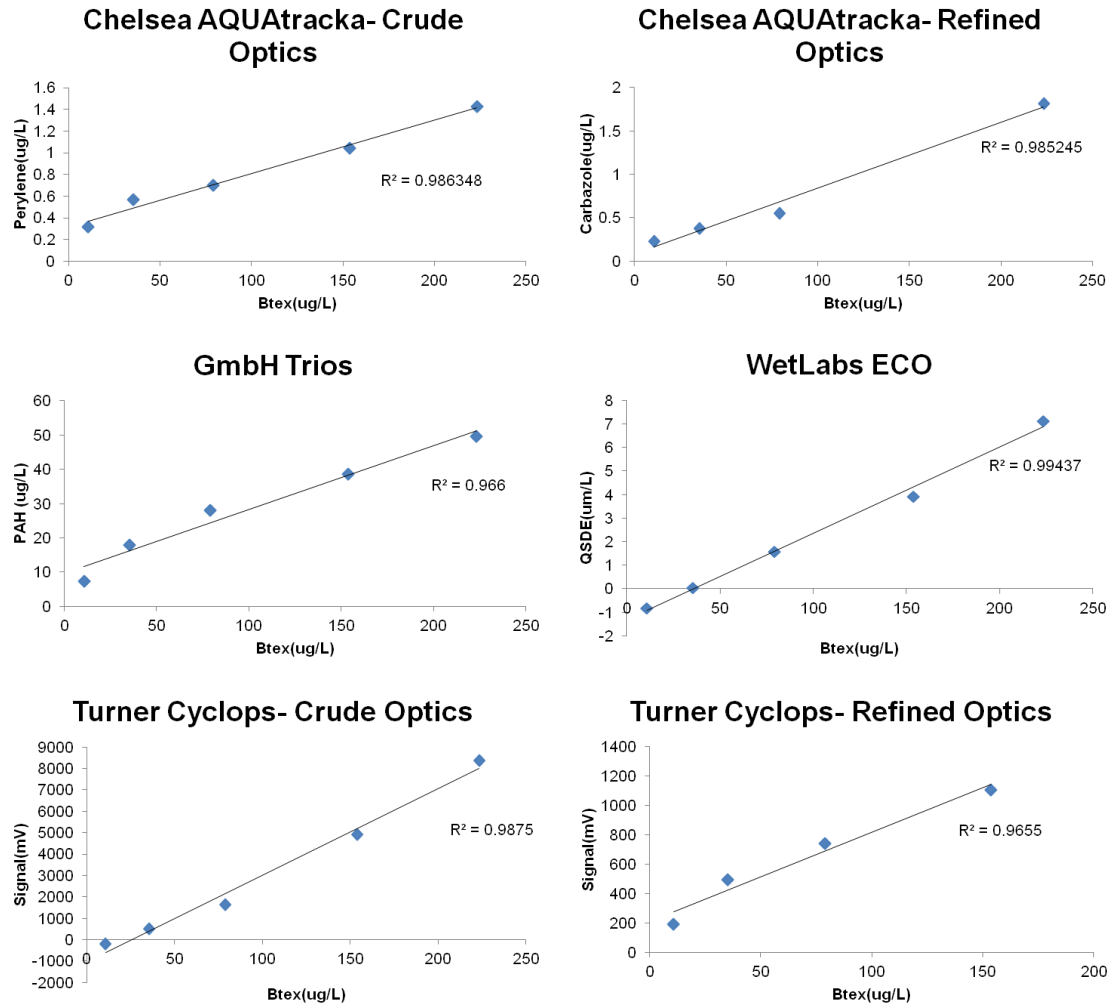 Chelsea AQUAtracka- Crude
Optics
1.6
1.4
1.2
1
0.8
0.6
0.4
0.2
0
Perylene(ug/L)
R² = 0.986348
0 50 100 150 200 250
Btex(ug/L)
Chelsea AQUAtracka- Refined
Optics
2
1.5
1
0.5
0
Carbazole(ug/L)
R² = 0.985245
0 50 100 150 200 250
Btex(ug/L)
GmbH Trios
60
50
40
30
20
10
0
PAH (ug/L)
R² = 0.966
0 50 100 150 200 250
Btex(ug/L)
WetLabs ECO
8
7
6
5
4
3
2
1
0
-1
-2
QSDE(um/L)
R² = 0.99437
0 50 100 150 200 250
Btex(ug/L)
Turner Cyclops- Crude Optics
9000
8000
7000
6000
5000
4000
3000
2000
1000
0
-1000
-2000
Signal(mV)
R² = 0.9875
0 50 100 150 200 250
Btex(ug/L)
Turner Cyclops- Refined Optics
1400
1200
1000
800
600
400
200
0
Signal(mV)
R² = 0.9655
0 50 100 150 200
Btex(ug/L)